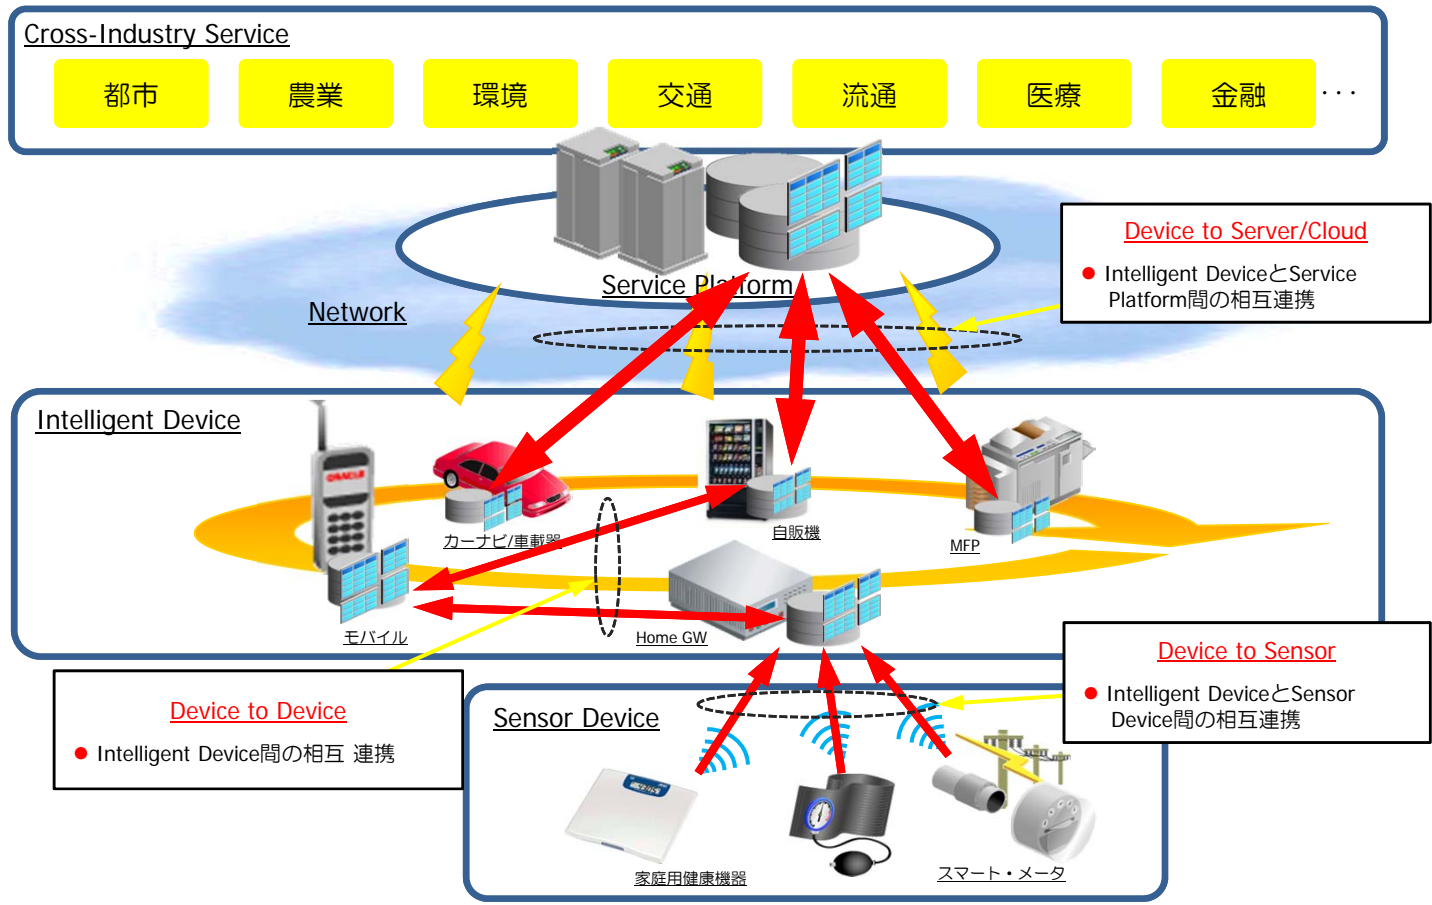 Cross-Industry Service
都市
農業
環境
交通
流通
医療
金融
･･･
Service Platform
Network
Device to Server/Cloud
● Intelligent DeviceとService
Platform間の相互連携
Intelligent Device
ORACLE
カーナビ/車載器
自販機
MFP
モバイル
Home GW
Device to Device
● Intelligent Device間の相互 連携
Device to Sensor
● Intelligent DeviceとSensor
Device間の相互連携
Sensor Device
家庭用健康機器
スマート・メータ